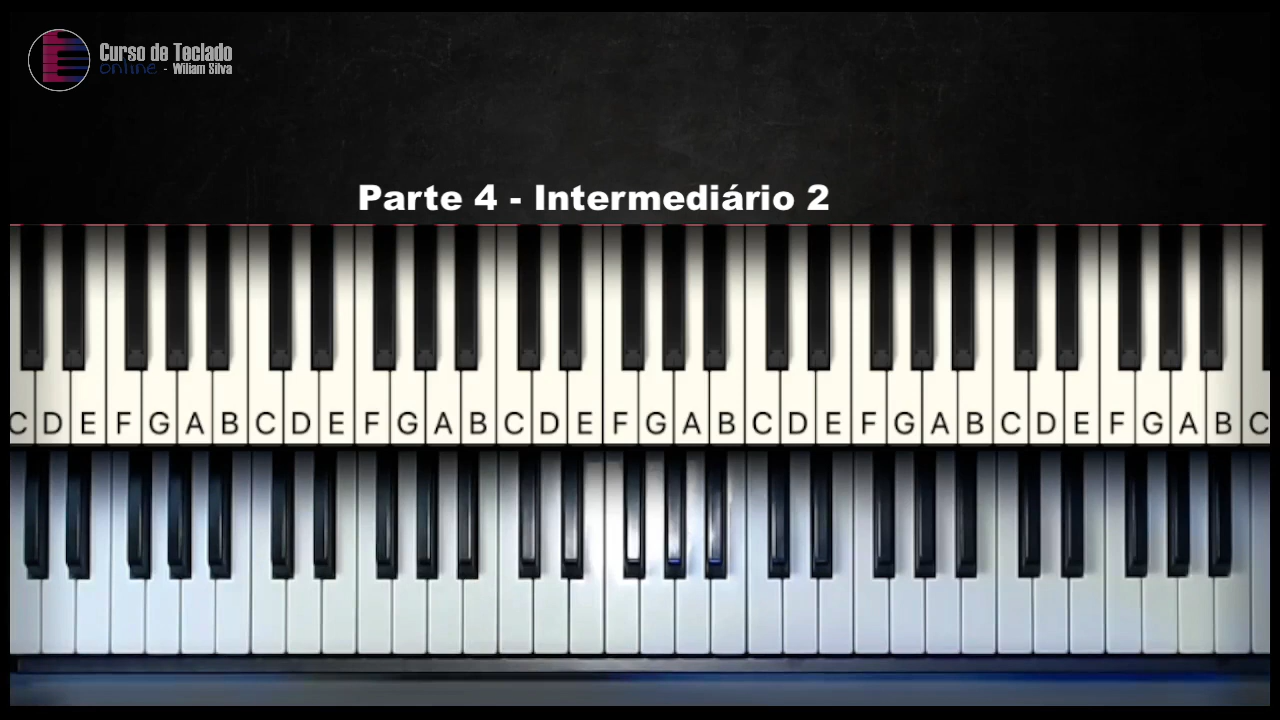 Curso de Teclado
online - Wiliam Silva
Parte 4 - Intermediário 2
C D E F G A B C D E F G A B C D E F G A B C D E F G A B C D E F G A B C